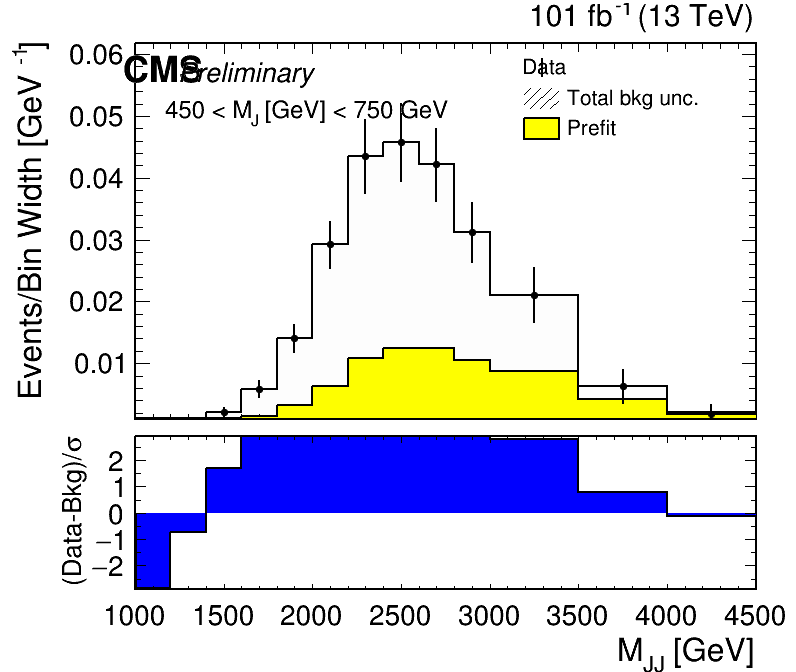 101 fb⁻¹ (13 TeV)
CMS Preliminary
450 < M_J [GeV] < 750 GeV
Data
Total bkg unc.
Prefit
Events/Bin Width [GeV⁻¹]
0.06
0.05
0.04
0.03
0.02
0.01
(Data-Bkg)/σ
2
1
0
−1
−2
1000 1500 2000 2500 3000 3500 4000 4500
M_JJ [GeV]